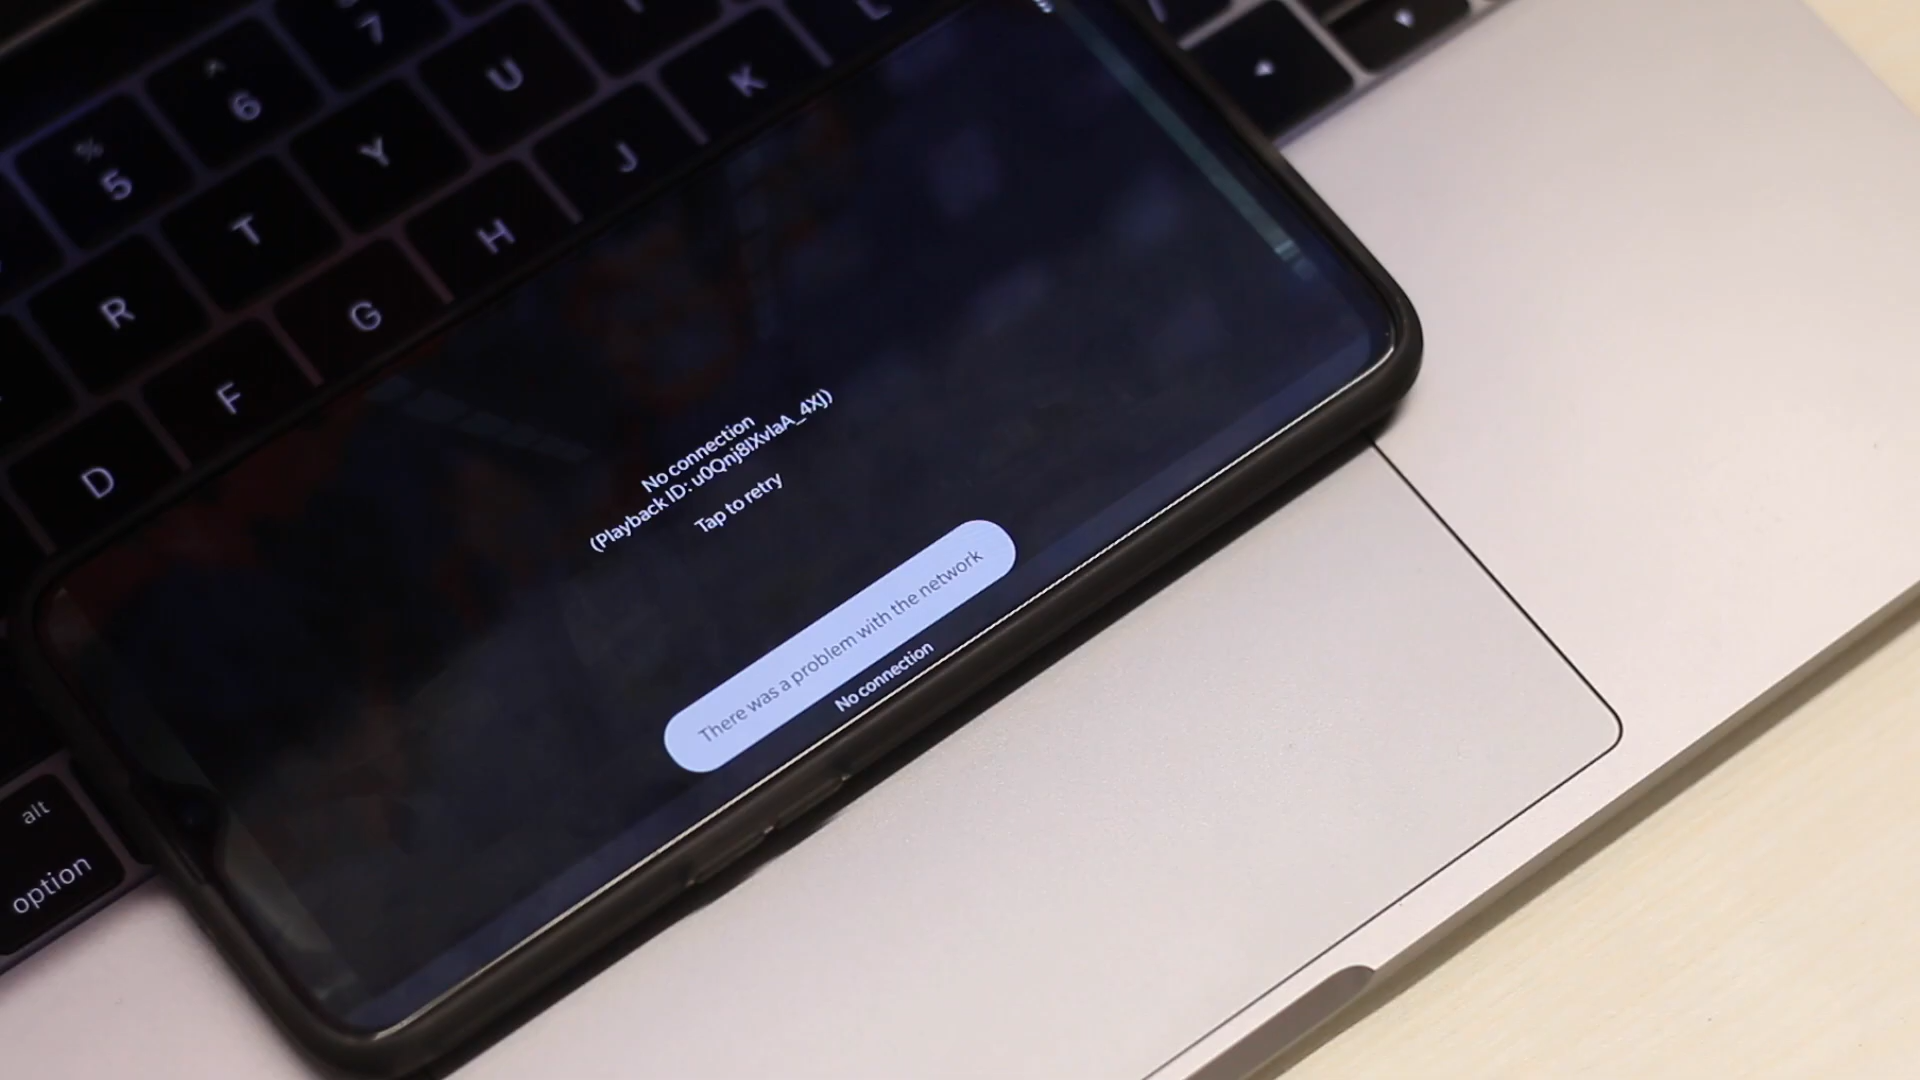 No connection
(Playback ID: u0Qnj8IXvIaA_4XJ)
Tap to retry
There was a problem with the network
No connection
^
6
7
U
K
L
%
5
Y
J
T
H
R
G
F
D
alt
option